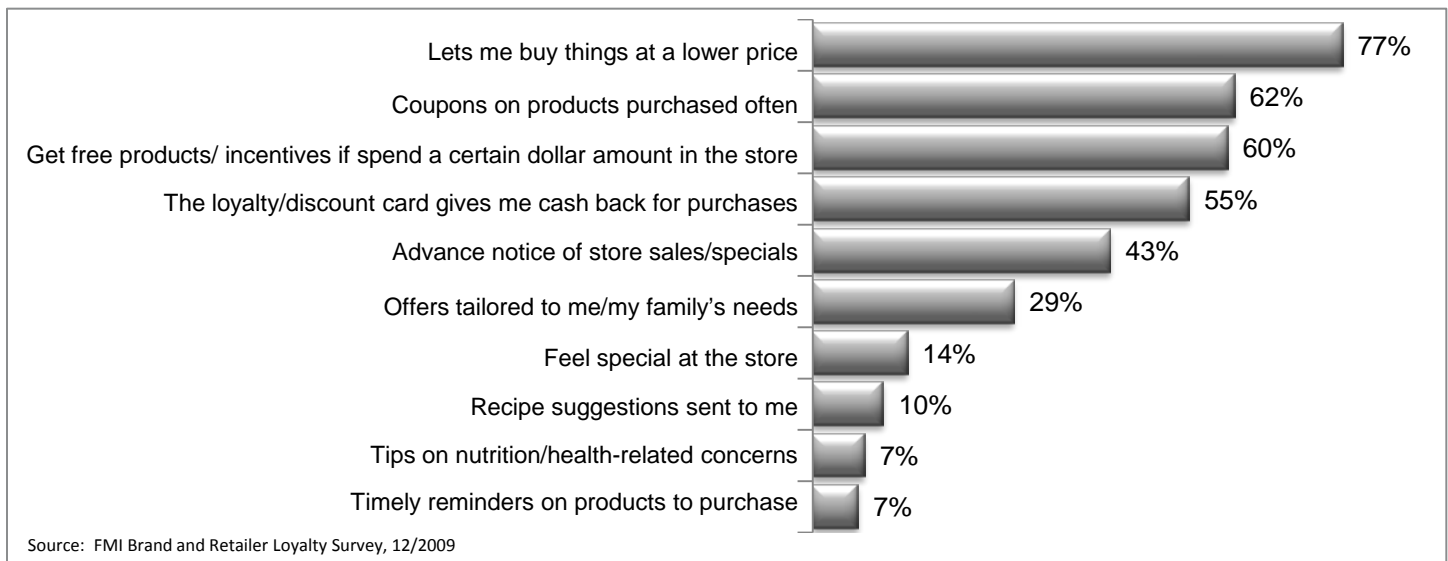 Lets me buy things at a lower price 77%
Coupons on products purchased often 62%
Get free products/ incentives if spend a certain dollar amount in the store 60%
The loyalty/discount card gives me cash back for purchases 55%
Advance notice of store sales/specials 43%
Offers tailored to me/my family’s needs 29%
Feel special at the store 14%
Recipe suggestions sent to me 10%
Tips on nutrition/health-related concerns 7%
Timely reminders on products to purchase 7%
Source: FMI Brand and Retailer Loyalty Survey, 12/2009